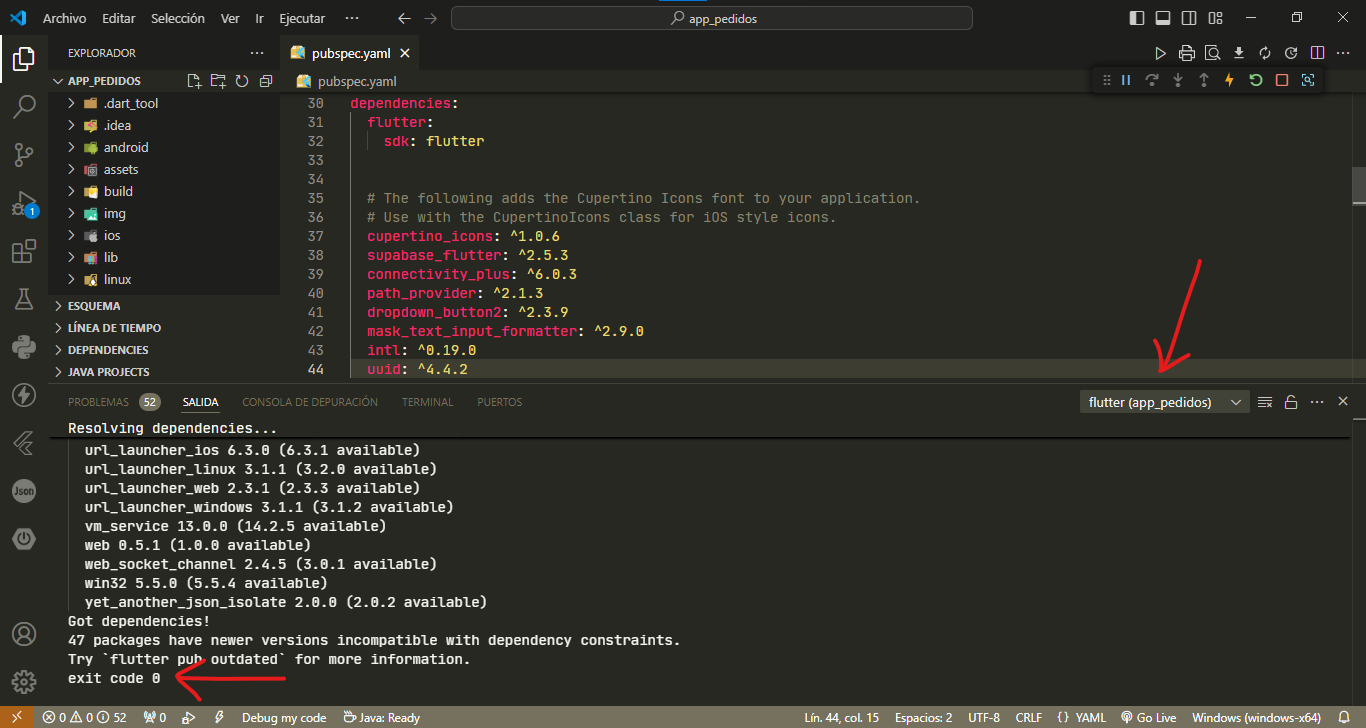 Archivo Editar Selección Ver Ir Ejecutar ··· app_pedidos
EXPLORADOR ···
APP_PEDIDOS
.dart_tool
.idea
android
assets
build
img
ios
lib
linux
ESQUEMA
LÍNEA DE TIEMPO
DEPENDENCIES
JAVA PROJECTS
1
Json
pubspec.yaml
pubspec.yaml
30 dependencies:
31 flutter:
32 sdk: flutter
33
34
35 # The following adds the Cupertino Icons font to your application.
36 # Use with the CupertinoIcons class for iOS style icons.
37 cupertino_icons: ^1.0.6
38 supabase_flutter: ^2.5.3
39 connectivity_plus: ^6.0.3
40 path_provider: ^2.1.3
41 dropdown_button2: ^2.3.9
42 mask_text_input_formatter: ^2.9.0
43 intl: ^0.19.0
44 uuid: ^4.4.2
PROBLEMAS 52 SALIDA CONSOLA DE DEPURACIÓN TERMINAL PUERTOS flutter (app_pedidos)
Resolving dependencies...
url_launcher_ios 6.3.0 (6.3.1 available)
url_launcher_linux 3.1.1 (3.2.0 available)
url_launcher_web 2.3.1 (2.3.3 available)
url_launcher_windows 3.1.1 (3.1.2 available)
vm_service 13.0.0 (14.2.5 available)
web 0.5.1 (1.0.0 available)
web_socket_channel 2.4.5 (3.0.1 available)
win32 5.5.0 (5.5.4 available)
yet_another_json_isolate 2.0.0 (2.0.2 available)
Got dependencies!
47 packages have newer versions incompatible with dependency constraints.
Try `flutter pub outdated` for more information.
exit code 0
0 0 52 0 Debug my code Java: Ready Lín. 44, col. 15 Espacios: 2 UTF-8 CRLF {} YAML Go Live Windows (windows-x64)